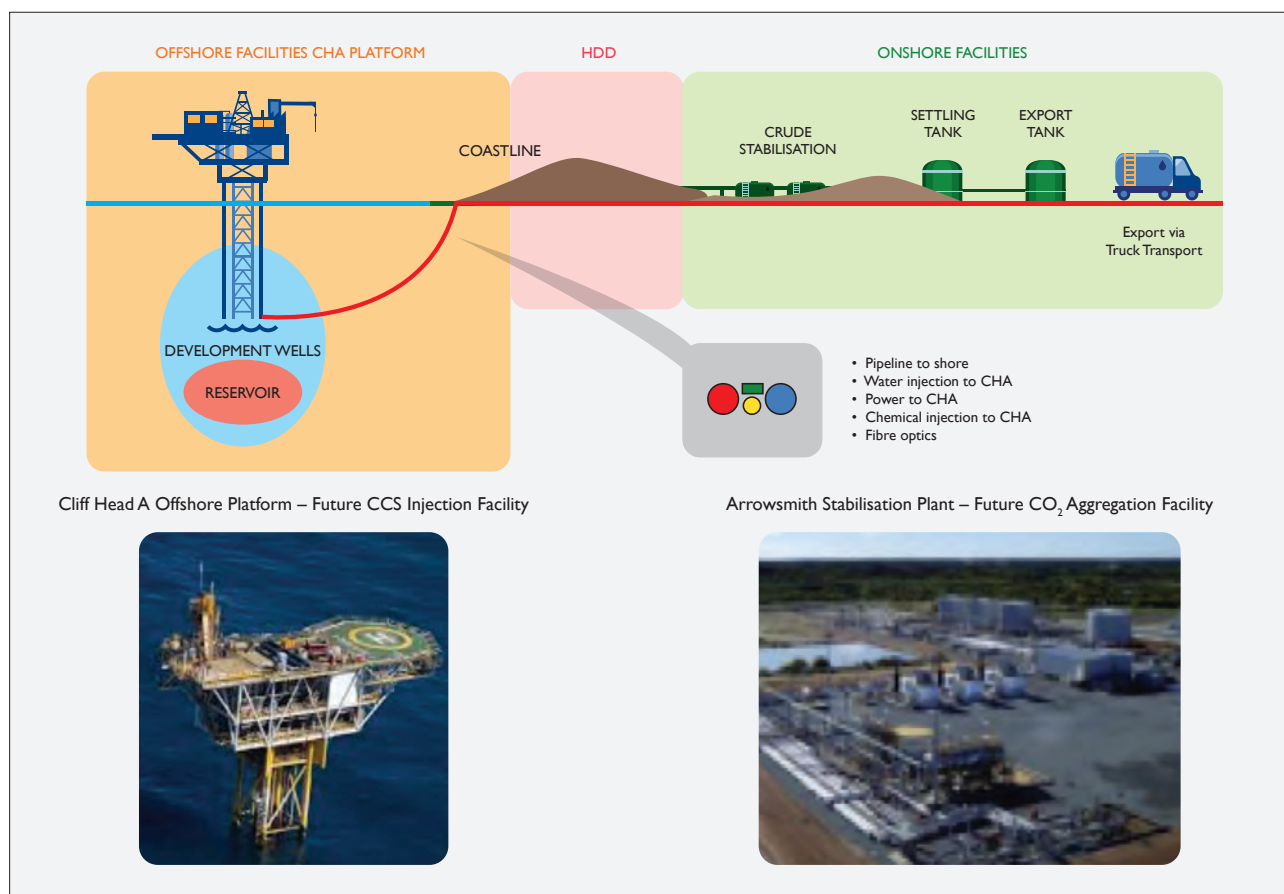 OFFSHORE FACILITIES CHA PLATFORM
HDD
ONSHORE FACILITIES
COASTLINE
CRUDE
STABILISATION
SETTLING
TANK
EXPORT
TANK
Export via
Truck Transport
DEVELOPMENT WELLS
RESERVOIR
• Pipeline to shore
• Water injection to CHA
• Power to CHA
• Chemical injection to CHA
• Fibre optics
Cliff Head A Offshore Platform – Future CCS Injection Facility
Arrowsmith Stabilisation Plant – Future CO₂ Aggregation Facility
H